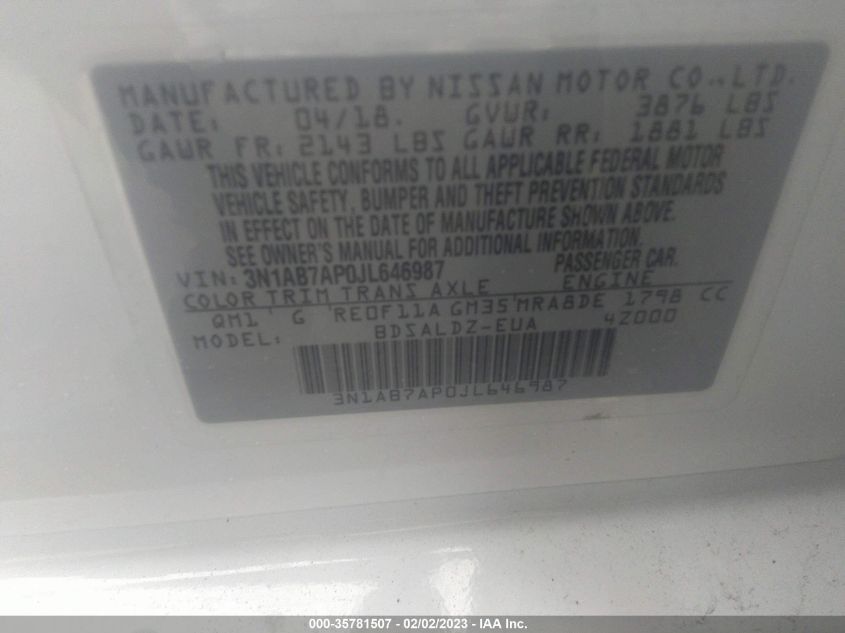 MANUFACTURED BY NISSAN MOTOR CO., LTD.
DATE: 04/18. GVWR: 3876 LBS
GAWR FR: 2143 LBS GAWR RR: 1881 LBS
THIS VEHICLE CONFORMS TO ALL APPLICABLE FEDERAL MOTOR
VEHICLE SAFETY, BUMPER AND THEFT PREVENTION STANDARDS
IN EFFECT ON THE DATE OF MANUFACTURE SHOWN ABOVE.
SEE OWNER'S MANUAL FOR ADDITIONAL INFORMATION.
VIN: 3N1AB7AP0JL646987 PASSENGER CAR.
COLOR TRIM TRANS AXLE ENGINE
QM1 G RE0F11A GM35 MRA8DE 1798 CC
MODEL: BDSALDZ-EUA 4Z000
3N1AB7AP0JL646987
000-35781507 - 02/02/2023 - IAA Inc.